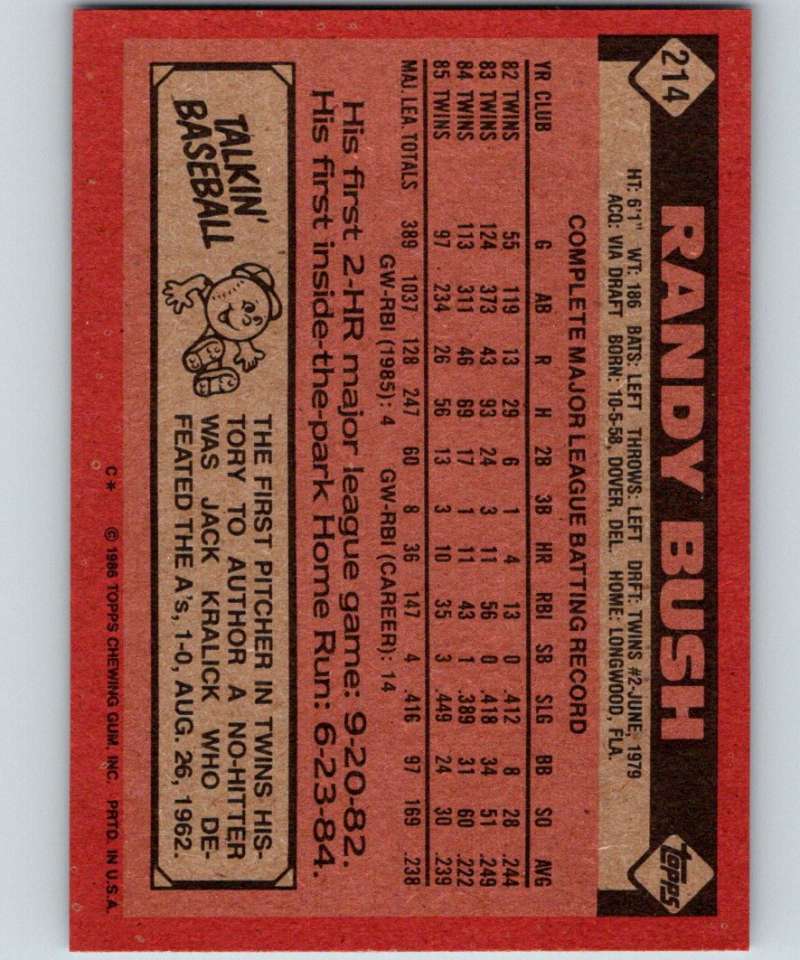 214
RANDY BUSH
TOPPS
HT: 6'1" WT: 186 BATS: LEFT THROWS: LEFT DRFT: TWINS #2-JUNE, 1979
ACQ: VIA DRAFT BORN: 10-5-58, DOVER, DEL. HOME: LONGWOOD, FLA.
COMPLETE MAJOR LEAGUE BATTING RECORD
YR CLUB G AB R H 2B 3B HR RBI SB SLG BB SO AVG
82 TWINS 55 119 13 29 6 1 4 13 0 .412 8 28 .244
83 TWINS 124 373 43 93 24 3 11 56 0 .418 34 51 .249
84 TWINS 113 311 46 69 17 1 11 43 1 .389 31 60 .222
85 TWINS 97 234 26 56 13 3 10 35 3 .449 24 30 .239
MAJ. LEA. TOTALS 389 1037 128 247 60 8 36 147 4 .416 97 169 .238
GW-RBI (1985): 4 GW-RBI (CAREER): 14
His first 2-HR major league game: 9-20-82.
His first inside-the-park Home Run: 6-23-84.
TALKIN'
BASEBALL
THE FIRST PITCHER IN TWINS HIS-
TORY TO AUTHOR A NO-HITTER
WAS JACK KRALICK WHO DE-
FEATED THE A's, 1-0, AUG. 26, 1962.
C* © 1986 TOPPS CHEWING GUM, INC. PRTD. IN U.S.A.